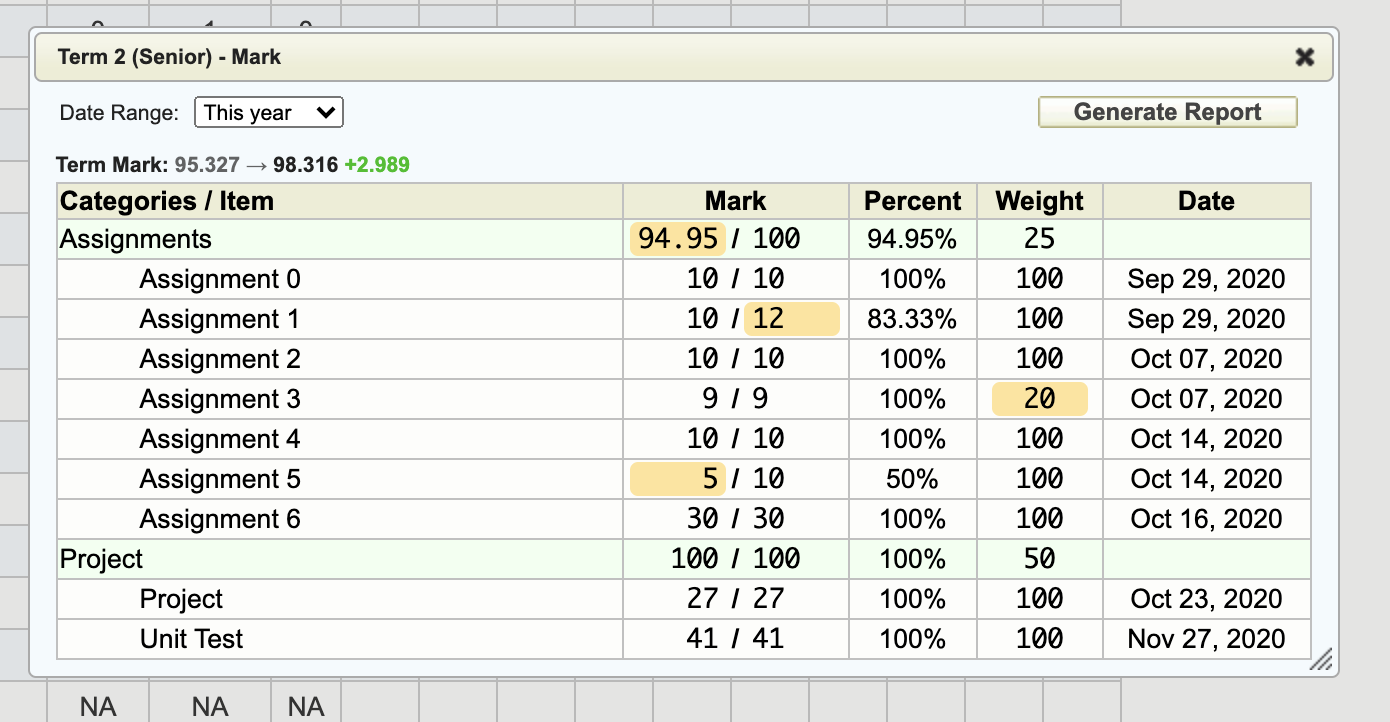 Term 2 (Senior) - Mark ✖
Date Range: This year Generate Report
Term Mark: 95.327 → 98.316 +2.989
Categories / Item Mark Percent Weight Date
Assignments 94.95 / 100 94.95% 25
Assignment 0 10 / 10 100% 100 Sep 29, 2020
Assignment 1 10 / 12 83.33% 100 Sep 29, 2020
Assignment 2 10 / 10 100% 100 Oct 07, 2020
Assignment 3 9 / 9 100% 20 Oct 07, 2020
Assignment 4 10 / 10 100% 100 Oct 14, 2020
Assignment 5 5 / 10 50% 100 Oct 14, 2020
Assignment 6 30 / 30 100% 100 Oct 16, 2020
Project 100 / 100 100% 50
Project 27 / 27 100% 100 Oct 23, 2020
Unit Test 41 / 41 100% 100 Nov 27, 2020
NA NA NA